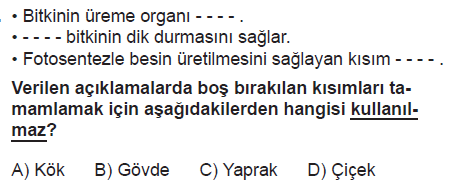 • Bitkinin üreme organı - - - - .
• - - - - bitkinin dik durmasını sağlar.
• Fotosentezle besin üretilmesini sağlayan kısım - - - - .
Verilen açıklamalarda boş bırakılan kısımları ta-
mamlamak için aşağıdakilerden hangisi kullanıl-
maz?
A) Kök B) Gövde C) Yaprak D) Çiçek